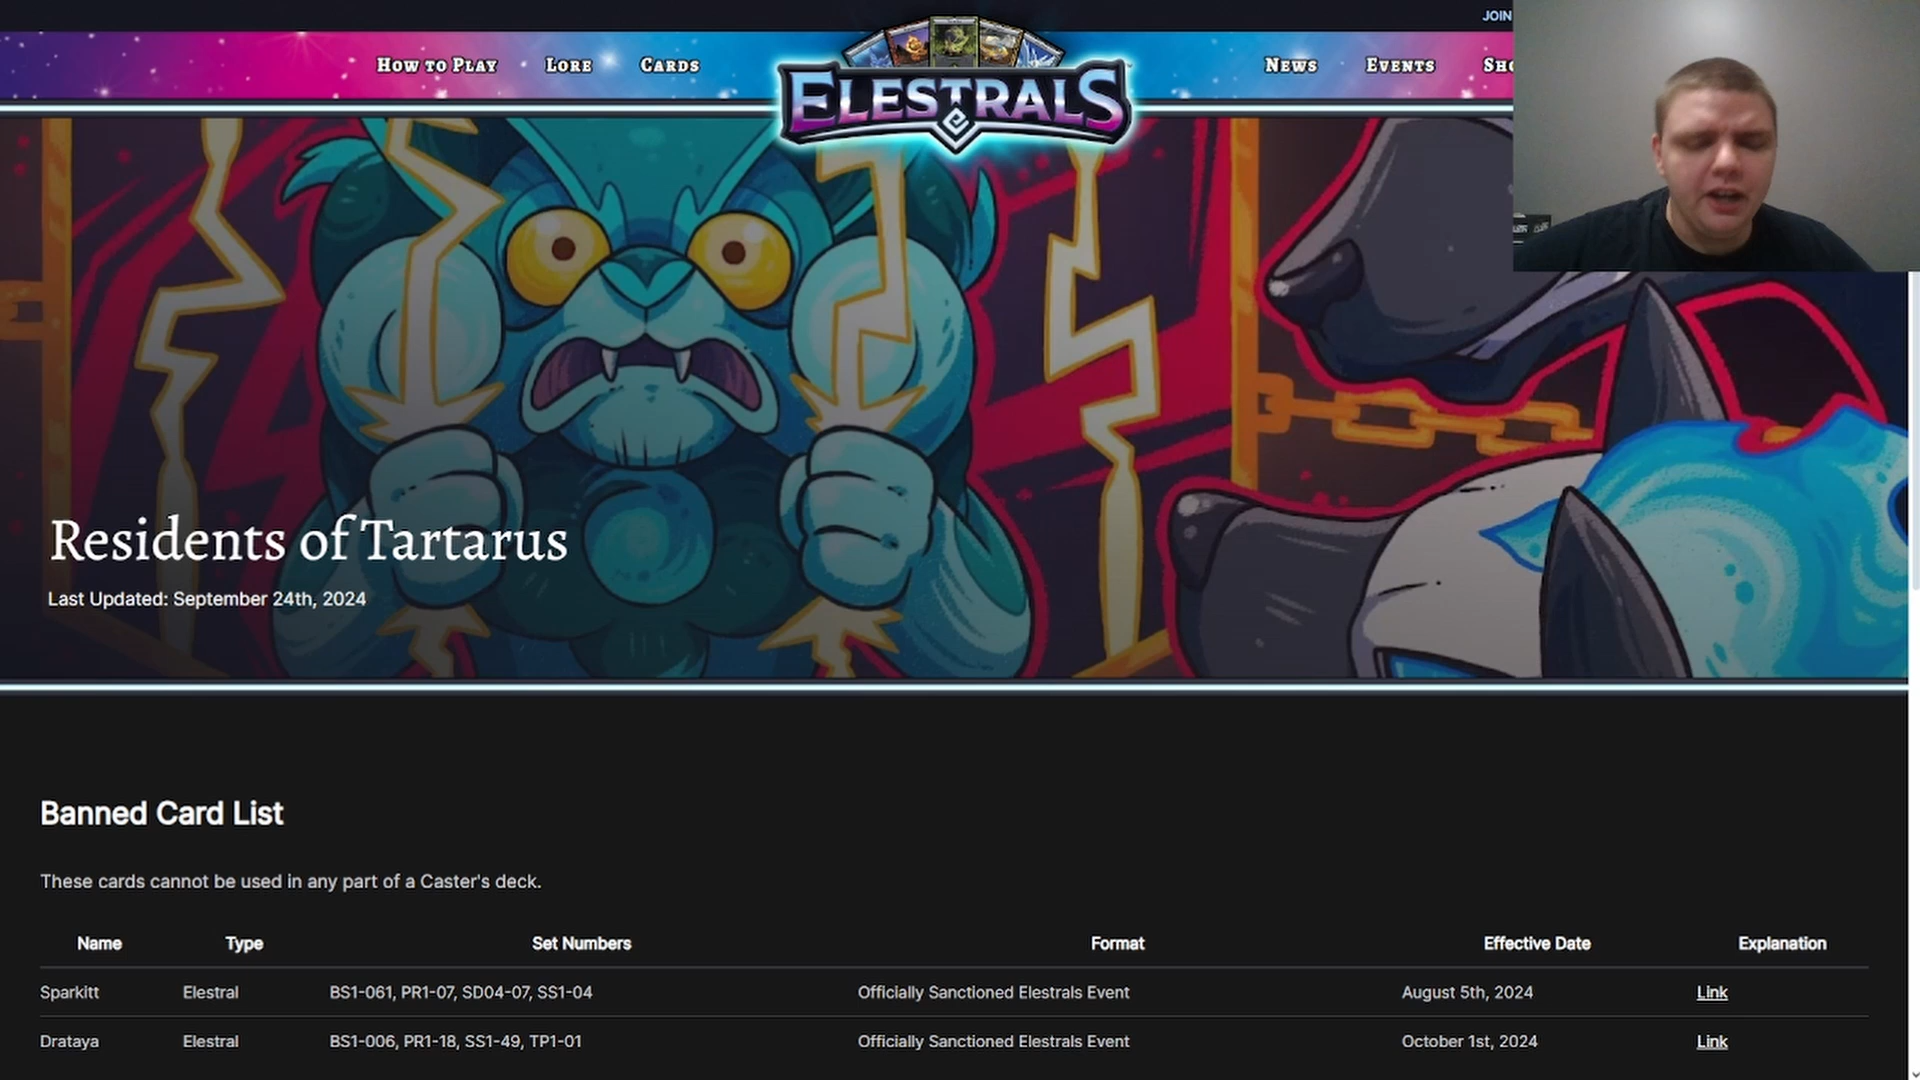 JOIN
How to Play
Lore
Cards
ELESTRALS
News
Events
Residents of Tartarus
Last Updated: September 24th, 2024
Banned Card List
These cards cannot be used in any part of a Caster's deck.
Name Type Set Numbers Format Effective Date Explanation
Sparkitt Elestral BS1-061, PR1-07, SD04-07, SS1-04 Officially Sanctioned Elestrals Event August 5th, 2024 Link
Drataya Elestral BS1-006, PR1-18, SS1-49, TP1-01 Officially Sanctioned Elestrals Event October 1st, 2024 Link